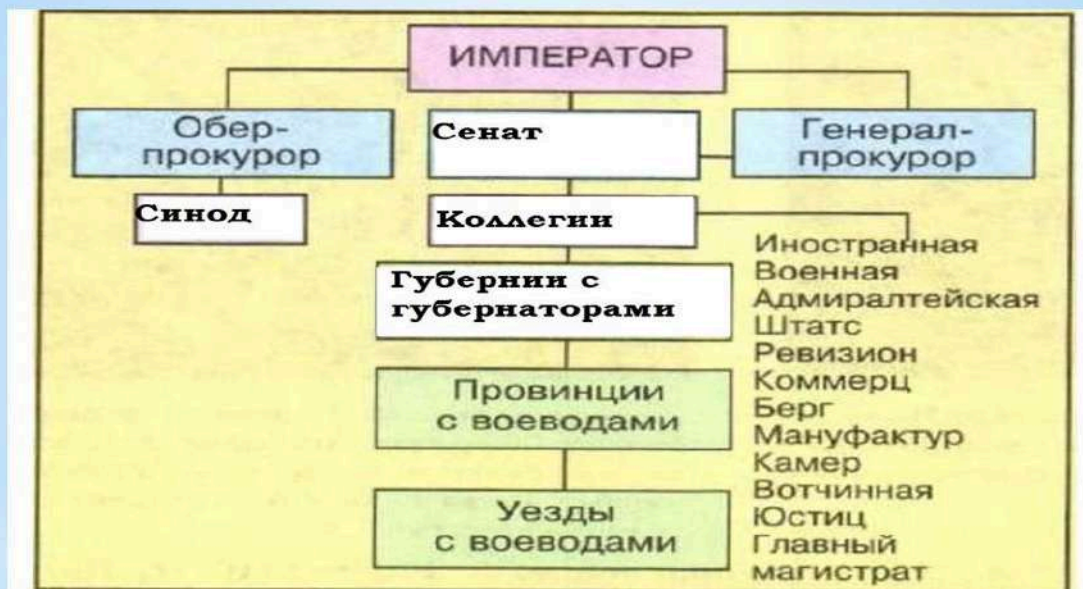 ИМПЕРАТОР
Обер-
прокурор
Сенат
Генерал-
прокурор
Синод
Коллегии
Губернии с
губернаторами
Провинции
с воеводами
Уезды
с воеводами
Иностранная
Военная
Адмиралтейская
Штатс
Ревизион
Коммерц
Берг
Мануфактур
Камер
Вотчинная
Юстиц
Главный
магистрат